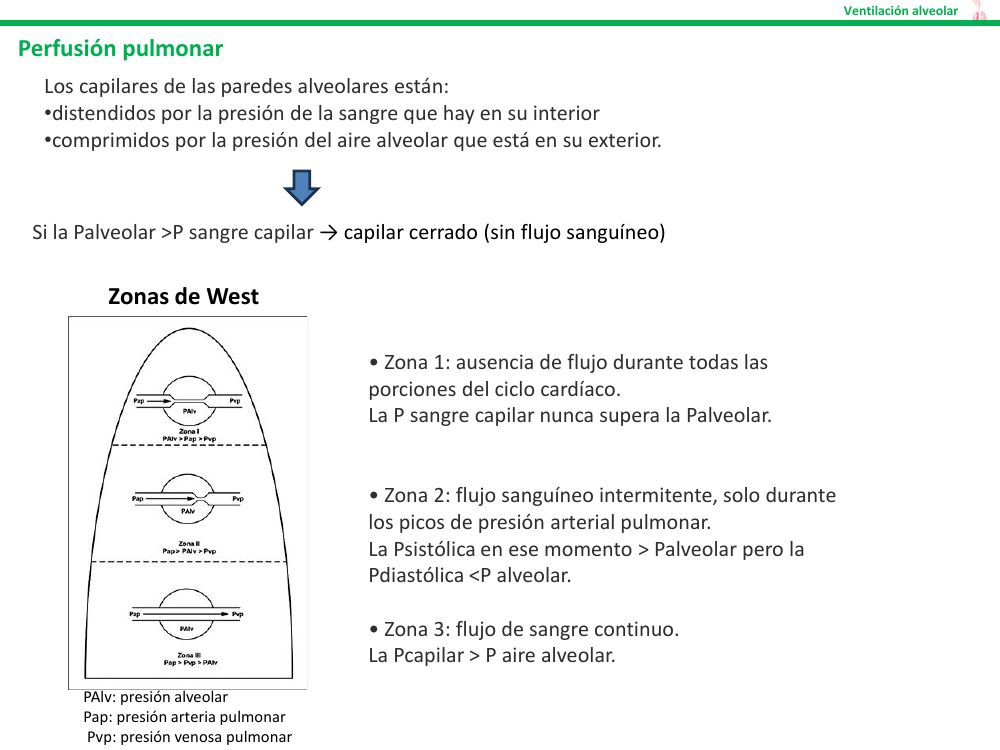 Ventilación alveolar
Perfusión pulmonar
Los capilares de las paredes alveolares están:
•distendidos por la presión de la sangre que hay en su interior
•comprimidos por la presión del aire alveolar que está en su exterior.
Si la Palveolar >P sangre capilar → capilar cerrado (sin flujo sanguíneo)
Zonas de West
Pap
Pvp
PAlv
Zona I
PAlv > Pap > Pvp
Pap
Pvp
PAlv
Zona II
Pap > PAlv > Pvp
Pap
Pvp
PAlv
Zona III
Pap > Pvp > PAlv
PAlv: presión alveolar
Pap: presión arteria pulmonar
Pvp: presión venosa pulmonar
• Zona 1: ausencia de flujo durante todas las
porciones del ciclo cardíaco.
La P sangre capilar nunca supera la Palveolar.
• Zona 2: flujo sanguíneo intermitente, solo durante
los picos de presión arterial pulmonar.
La Psistólica en ese momento > Palveolar pero la
Pdiastólica <P alveolar.
• Zona 3: flujo de sangre continuo.
La Pcapilar > P aire alveolar.